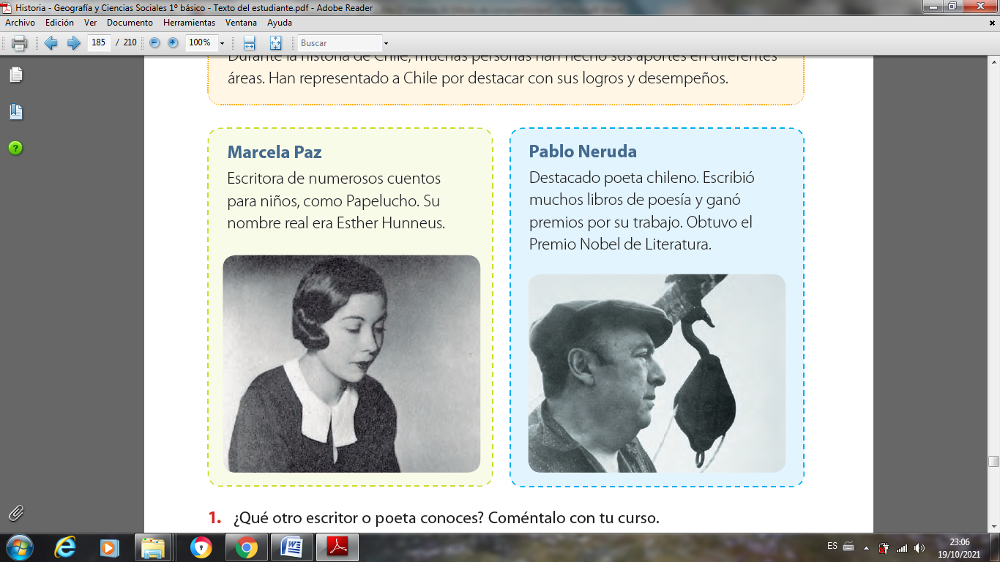 Historia - Geografía y Ciencias Sociales 1º básico - Texto del estudiante.pdf - Adobe Reader
Archivo Edición Ver Documento Herramientas Ventana Ayuda
185 / 210 100% Buscar
Durante la historia de Chile, muchas personas han hecho sus aportes en diferentes
áreas. Han representado a Chile por destacar con sus logros y desempeños.
Marcela Paz
Escritora de numerosos cuentos
para niños, como Papelucho. Su
nombre real era Esther Hunneus.
Pablo Neruda
Destacado poeta chileno. Escribió
muchos libros de poesía y ganó
premios por su trabajo. Obtuvo el
Premio Nobel de Literatura.
1. ¿Qué otro escritor o poeta conoces? Coméntalo con tu curso.
ES
23:06
19/10/2021